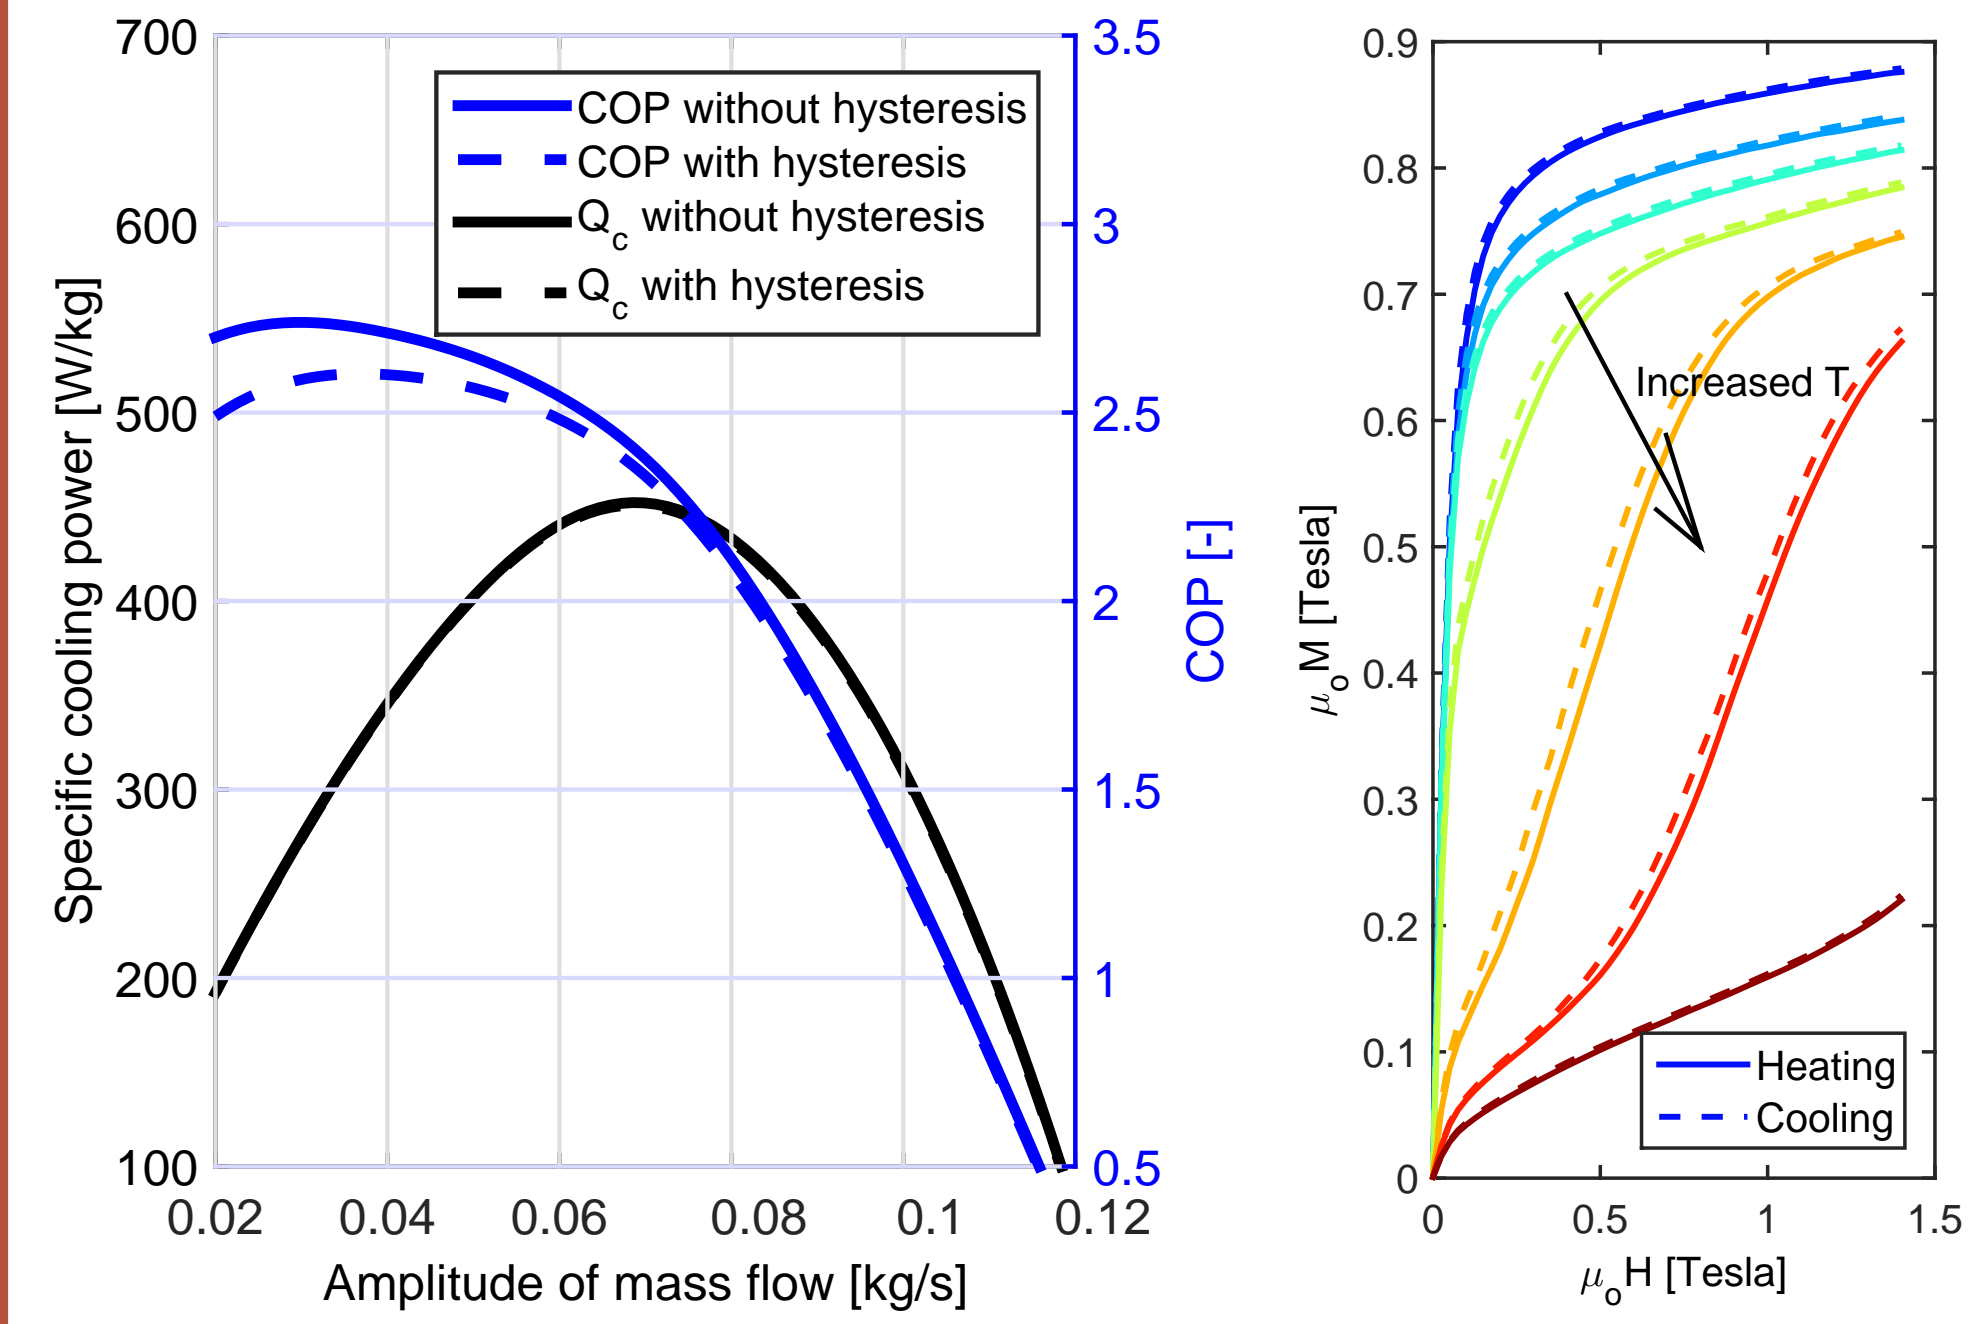 700
600
500
400
300
200
100
Specific cooling power [W/kg]
0.02
0.04
0.06
0.08
0.1
0.12
Amplitude of mass flow [kg/s]
3.5
3
2.5
2
1.5
1
0.5
COP [-]
COP without hysteresis
COP with hysteresis
Qc without hysteresis
Qc with hysteresis
0.9
0.8
0.7
0.6
0.5
0.4
0.3
0.2
0.1
0
μoM [Tesla]
0
0.5
1
1.5
μoH [Tesla]
Increased T
Heating
Cooling